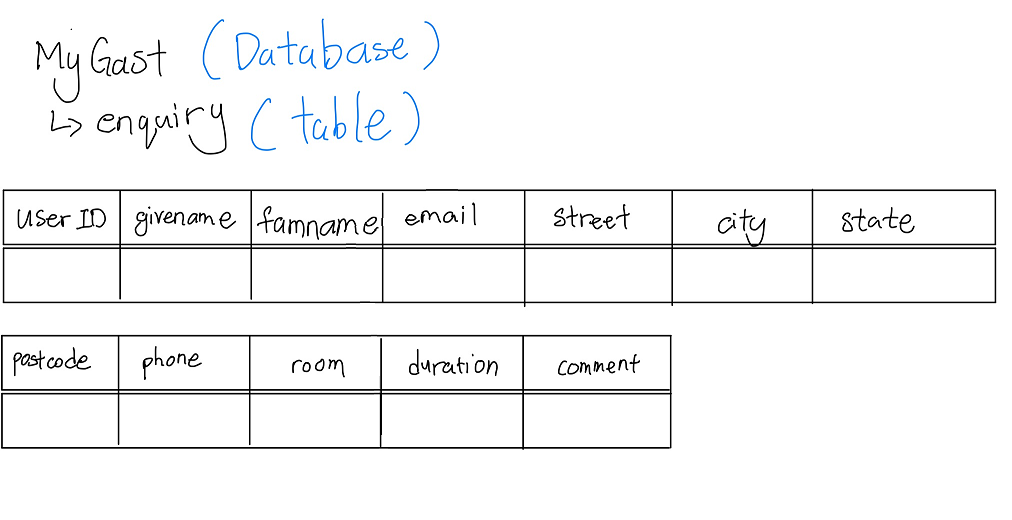 MyGast (Database)
↳ enquiry (table)
user ID givename famname email street city state
postcode phone room duration comment